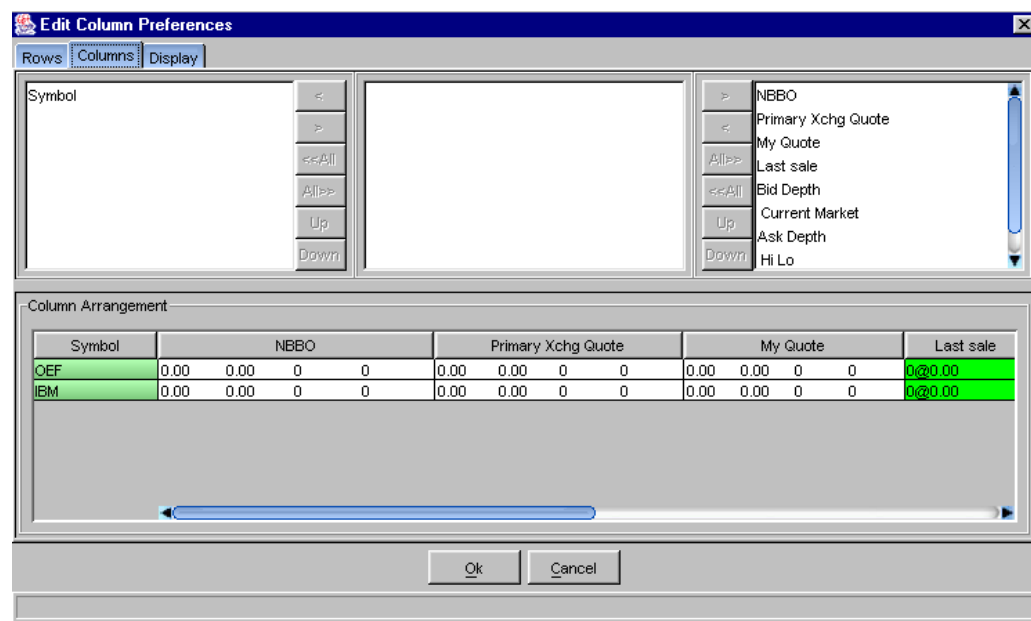 Edit Column Preferences
Rows Columns Display
Symbol
<
>
<<All
All>>
Up
Down
>
<
All>>
<<All
Up
Down
NBBO
Primary Xchg Quote
My Quote
Last sale
Bid Depth
Current Market
Ask Depth
Hi Lo
Column Arrangement
Symbol NBBO Primary Xchg Quote My Quote Last sale
OEF 0.00 0.00 0 0 0.00 0.00 0 0 0.00 0.00 0 0 0@0.00
IBM 0.00 0.00 0 0 0.00 0.00 0 0 0.00 0.00 0 0 0@0.00
Ok Cancel